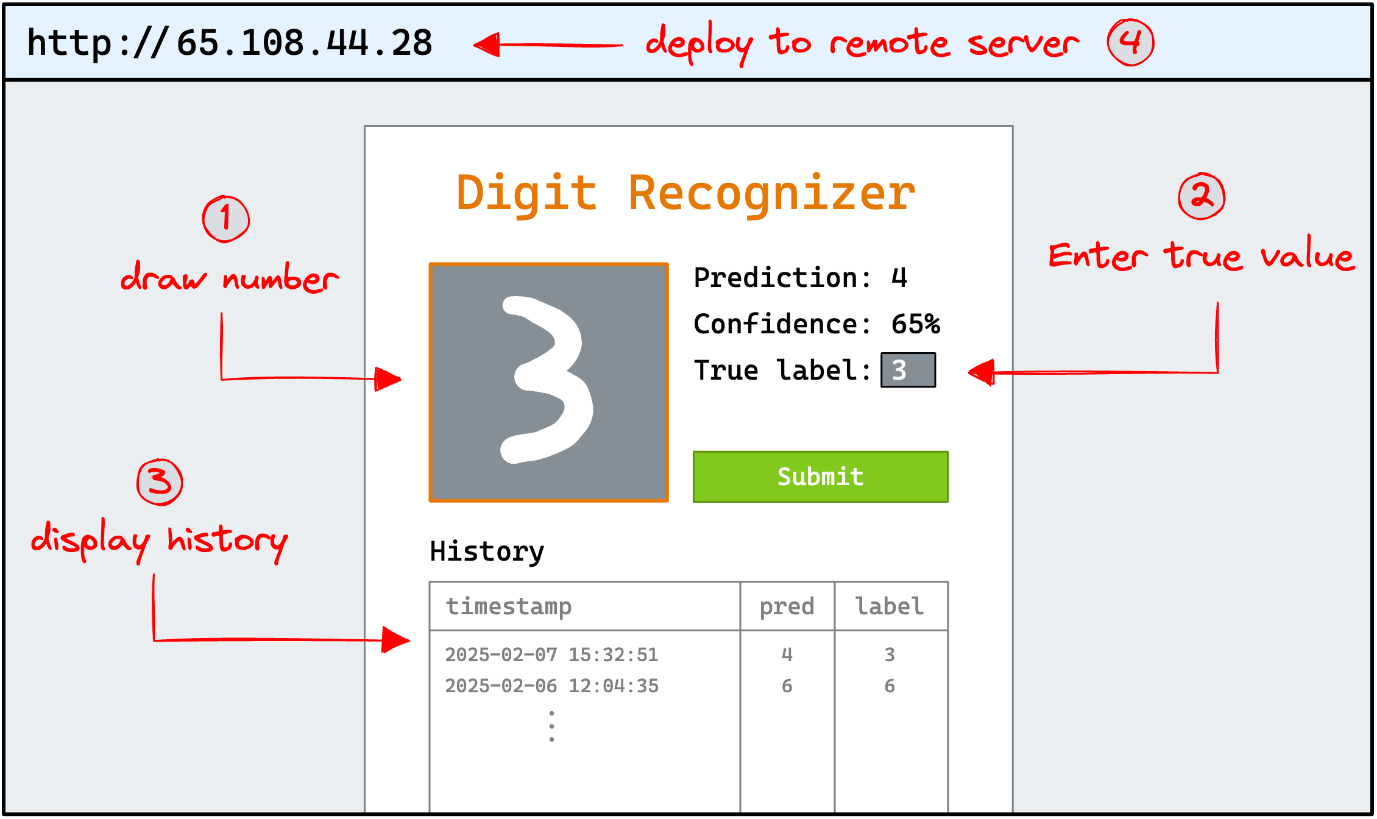 http://65.108.44.28 deploy to remote server 4
Digit Recognizer
1
draw number
2
Enter true value
3
Prediction: 4
Confidence: 65%
True label: 3
Submit
3
display history
History
timestamp pred label
2025-02-07 15:32:51 4 3
2025-02-06 12:04:35 6 6